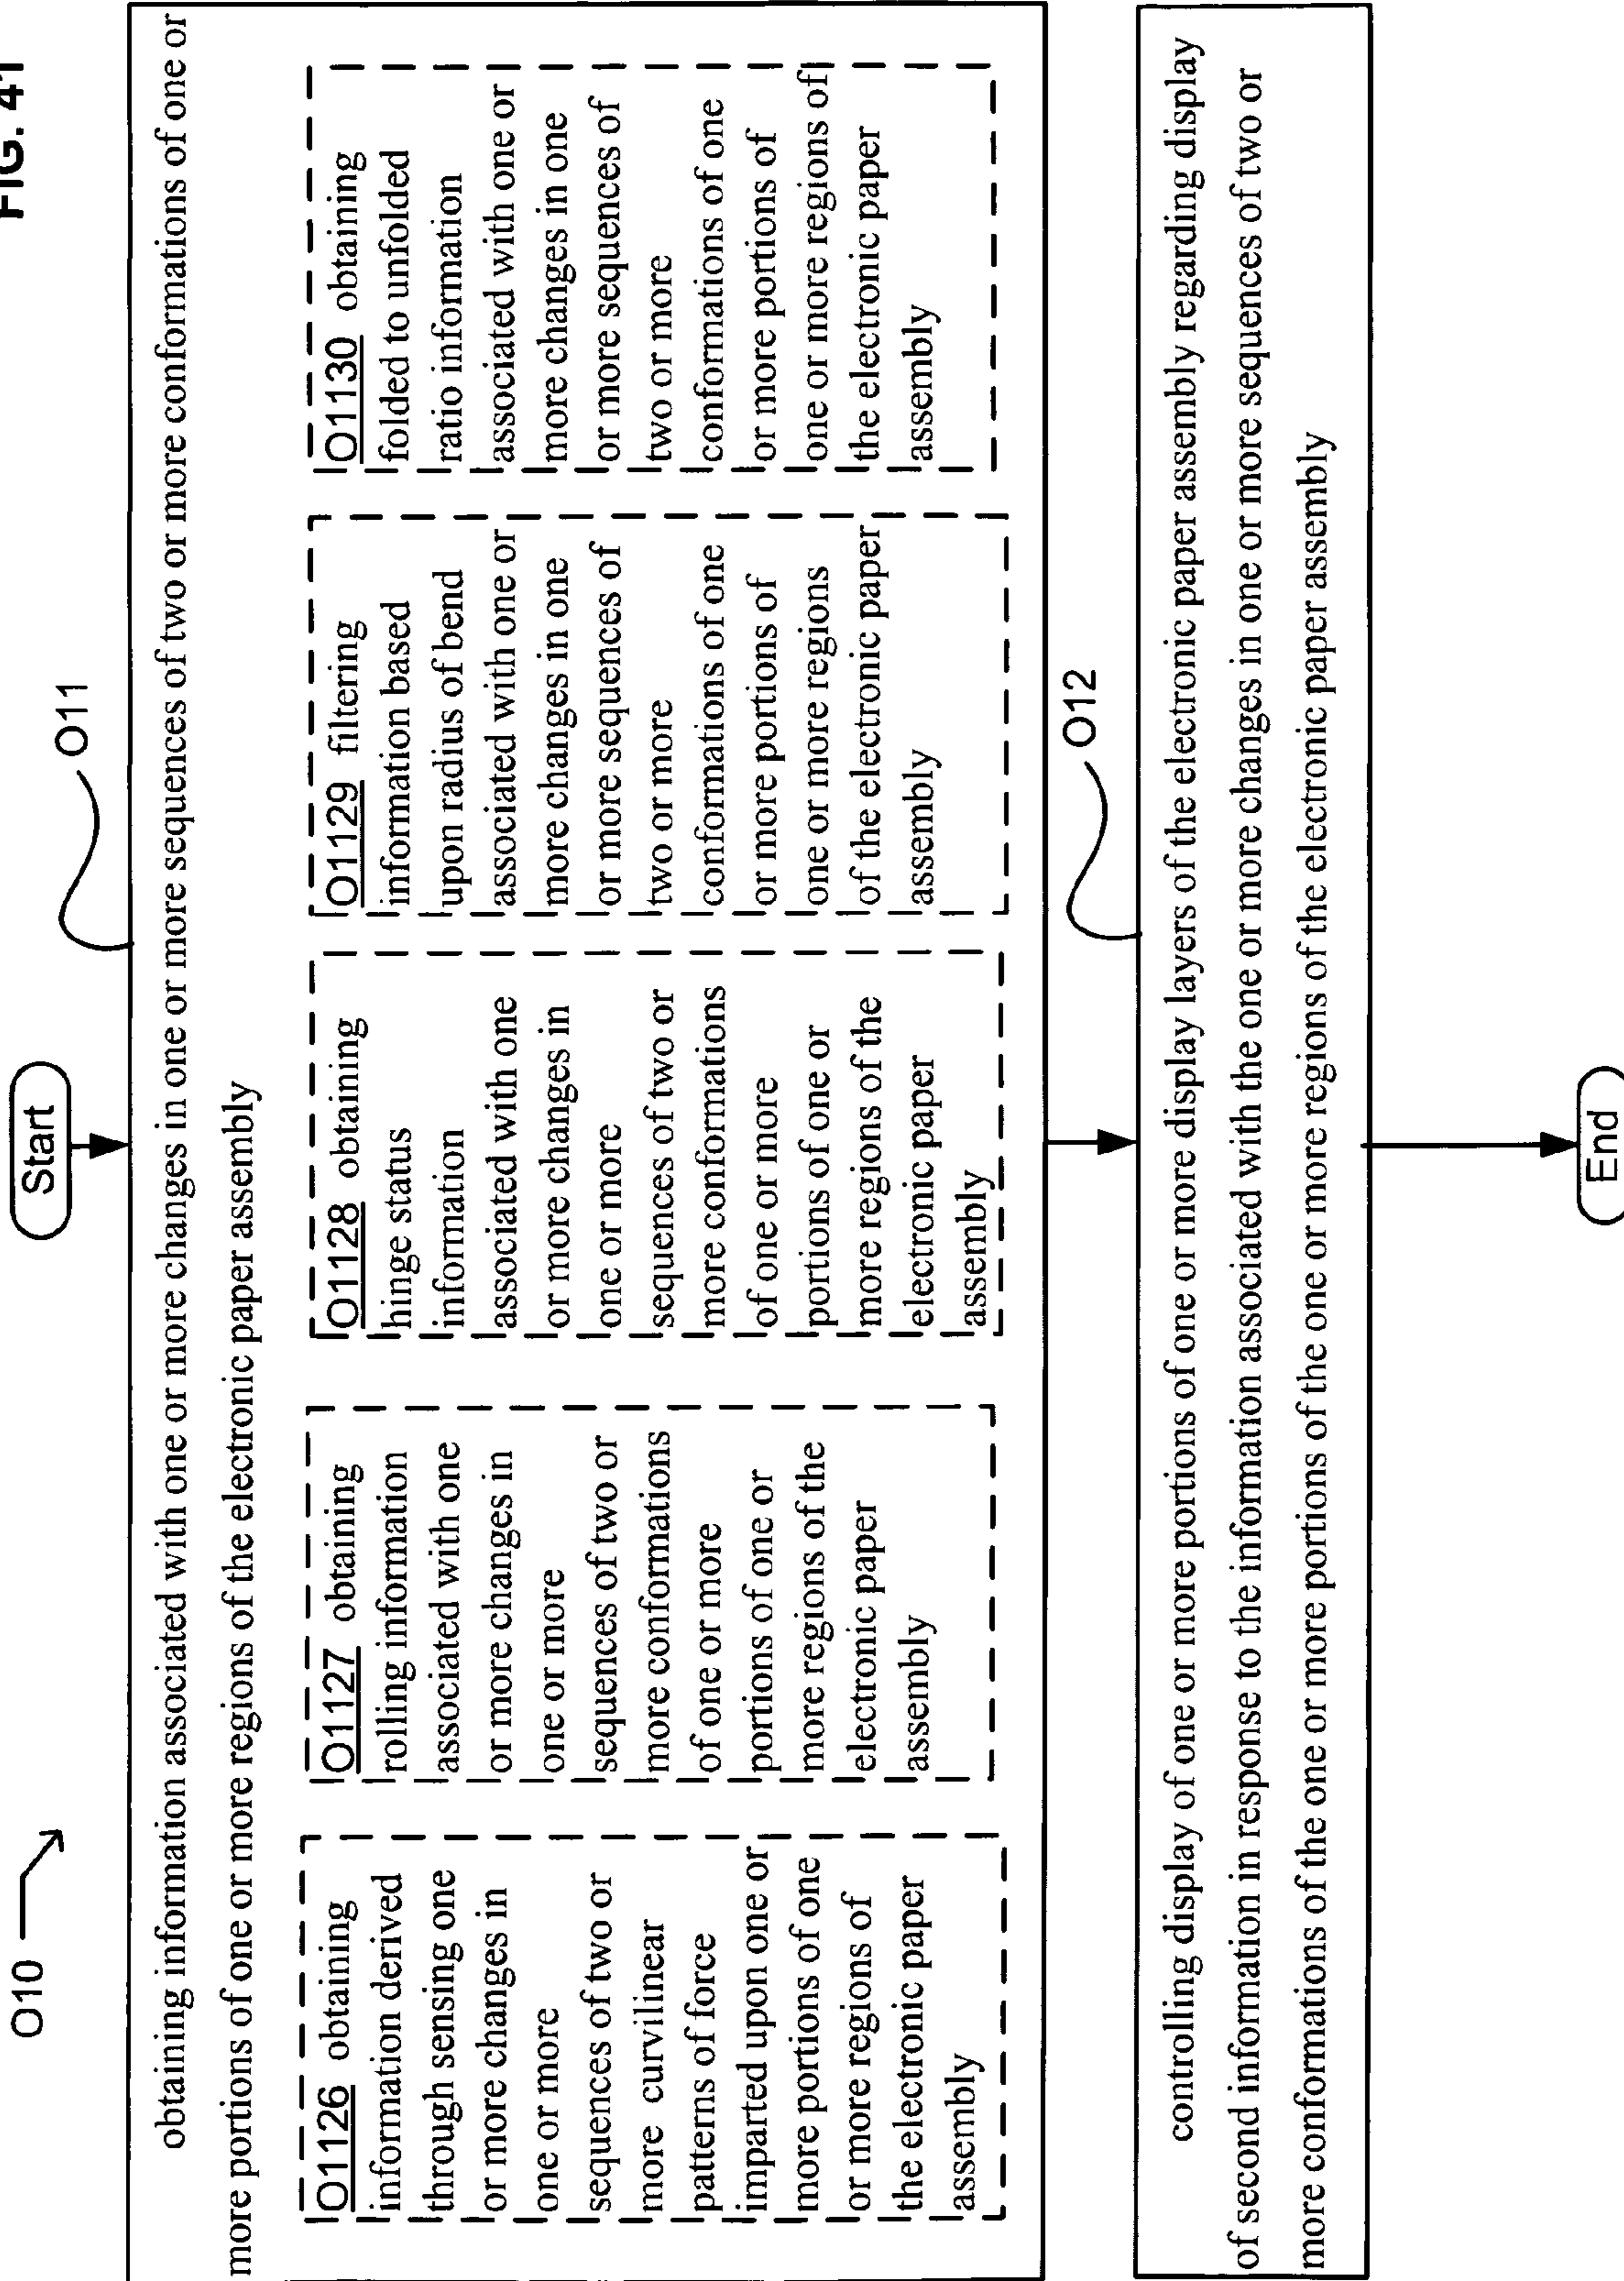 FIG. 41
O10
Start
O11
obtaining information associated with one or more changes in one or more sequences of two or more conformations of one or
more portions of one or more regions of the electronic paper assembly
O1126 obtaining
information derived
through sensing one
or more changes in
one or more
sequences of two or
more curvilinear
patterns of force
imparted upon one or
more portions of one
or more regions of
the electronic paper
assembly
O1127 obtaining
rolling information
associated with one
or more changes in
one or more
sequences of two or
more conformations
of one or more
portions of one or
more regions of the
electronic paper
assembly
O1128 obtaining
hinge status
information
associated with one
or more changes in
one or more
sequences of two or
more conformations
of one or more
portions of one or
more regions of the
electronic paper
assembly
O1129 filtering
information based
upon radius of bend
associated with one or
more changes in one
or more sequences of
two or more
conformations of one
or more portions of
one or more regions
of the electronic paper
assembly
O1130 obtaining
folded to unfolded
ratio information
associated with one or
more changes in one
or more sequences of
two or more
conformations of one
or more portions of
one or more regions of
the electronic paper
assembly
O12
controlling display of one or more portions of one or more display layers of the electronic paper assembly regarding display
of second information in response to the information associated with the one or more changes in one or more sequences of two or
more conformations of the one or more portions of the one or more regions of the electronic paper assembly
End